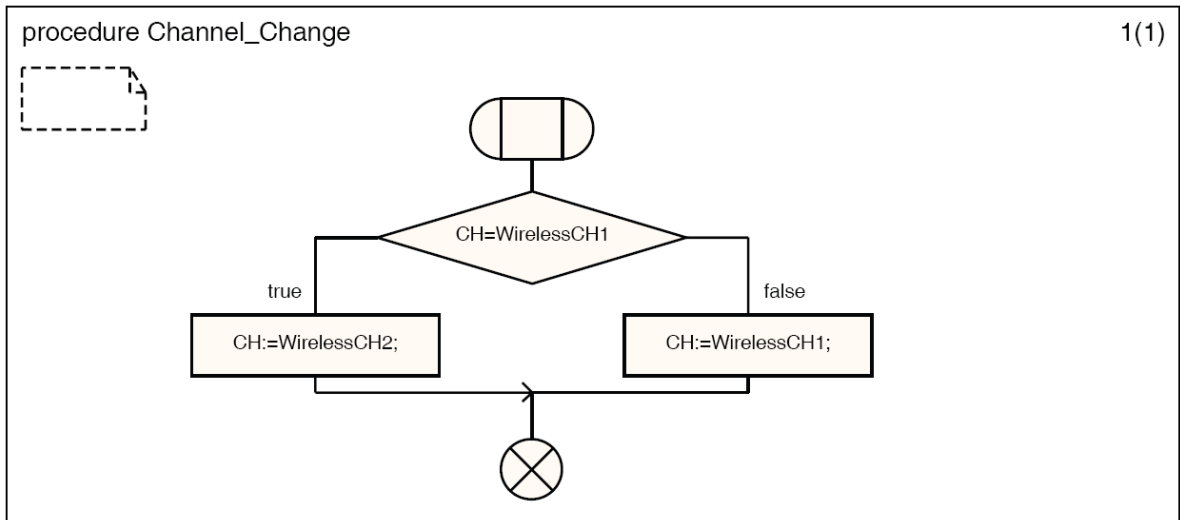 procedure Channel_Change
1(1)
CH=WirelessCH1
true
false
CH:=WirelessCH2;
CH:=WirelessCH1;